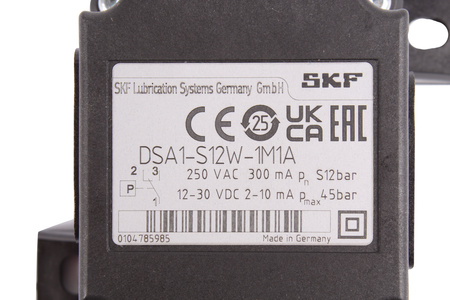 SKF Lubrication Systems Germany GmbH SKF
CE 25 UK CA EAC
DSA1-S12W-1M1A
2 3 250 VAC 300 mA pn S12bar
P 12-30 VDC 2-10 mA pmax 45bar
1
0104785985 Made in Germany